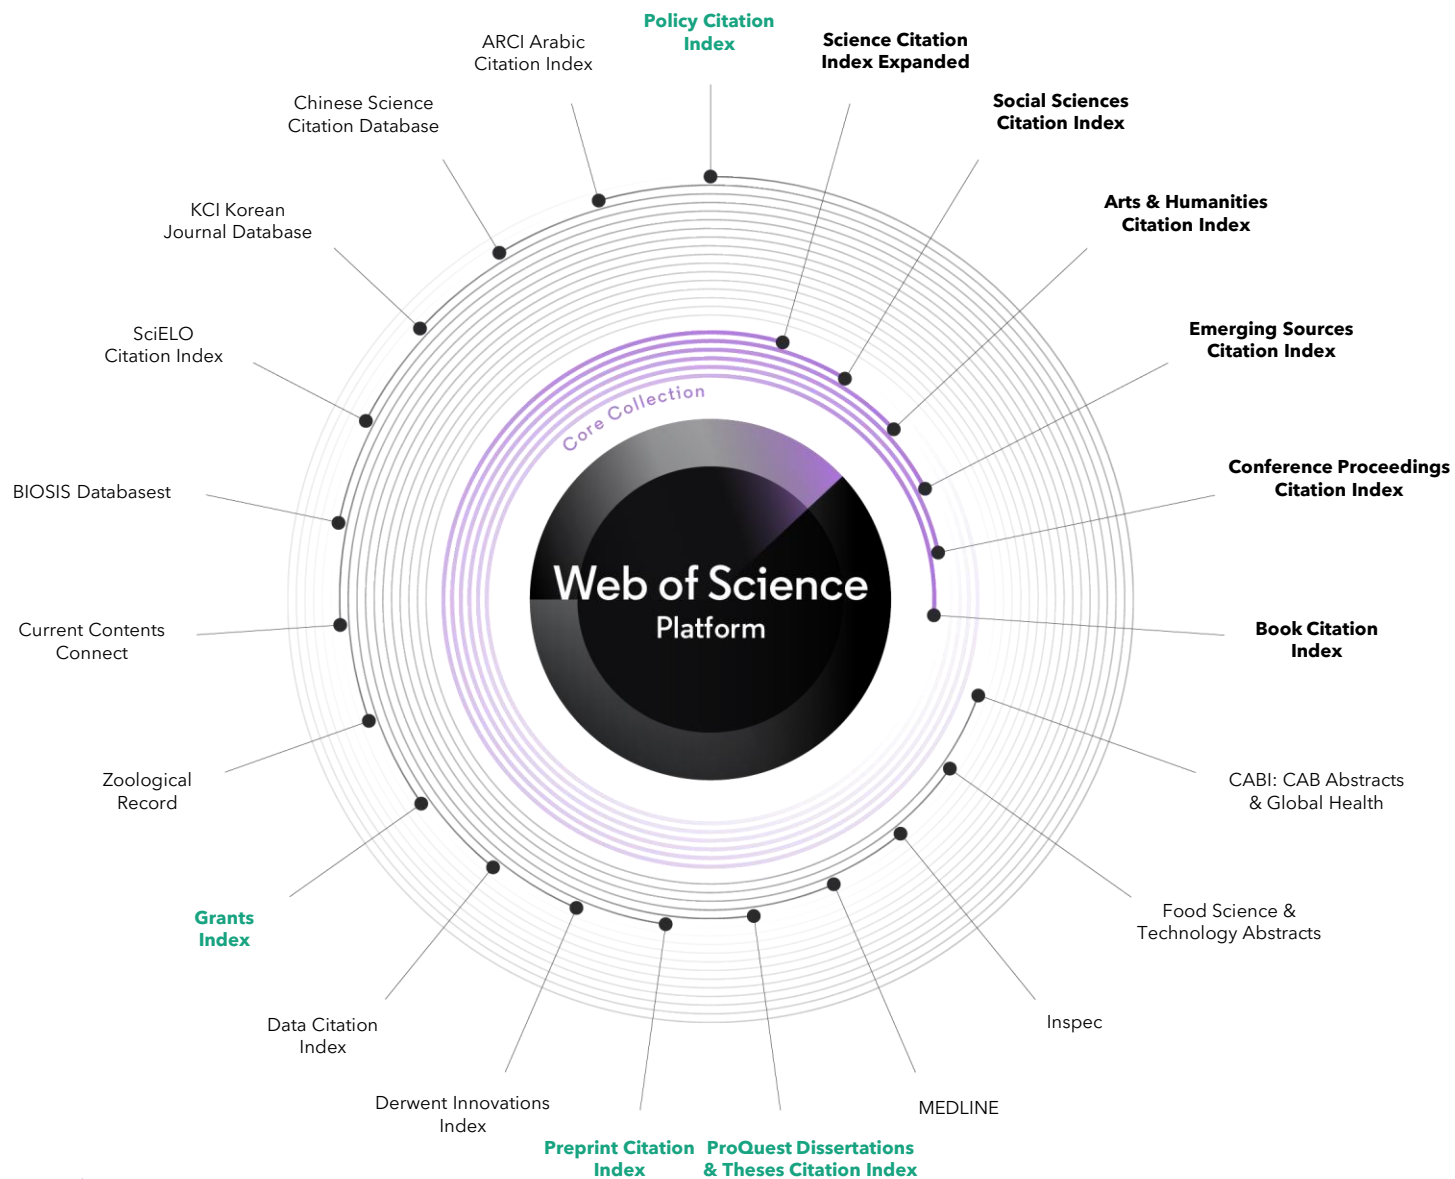 Policy Citation
Index
Science Citation
Index Expanded
Social Sciences
Citation Index
Arts & Humanities
Citation Index
Emerging Sources
Citation Index
Conference Proceedings
Citation Index
Book Citation
Index
CABI: CAB Abstracts
& Global Health
Food Science &
Technology Abstracts
Inspec
MEDLINE
ProQuest Dissertations
& Theses Citation Index
Preprint Citation
Index
Derwent Innovations
Index
Data Citation
Index
Grants
Index
Zoological
Record
Current Contents
Connect
BIOSIS Databasest
SciELO
Citation Index
KCI Korean
Journal Database
Chinese Science
Citation Database
ARCI Arabic
Citation Index
Core Collection
Web of Science
Platform